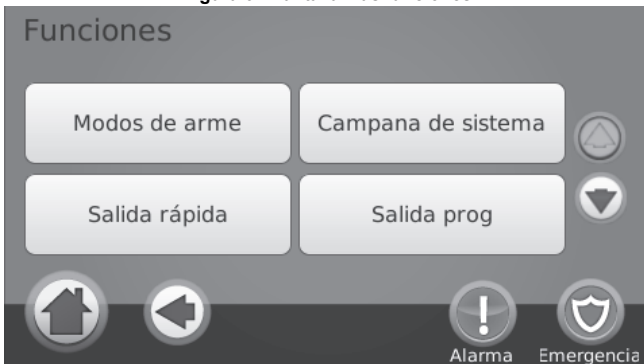 Funciones
Modos de arme
Campana de sistema
Salida rápida
Salida prog
Alarma
Emergencia